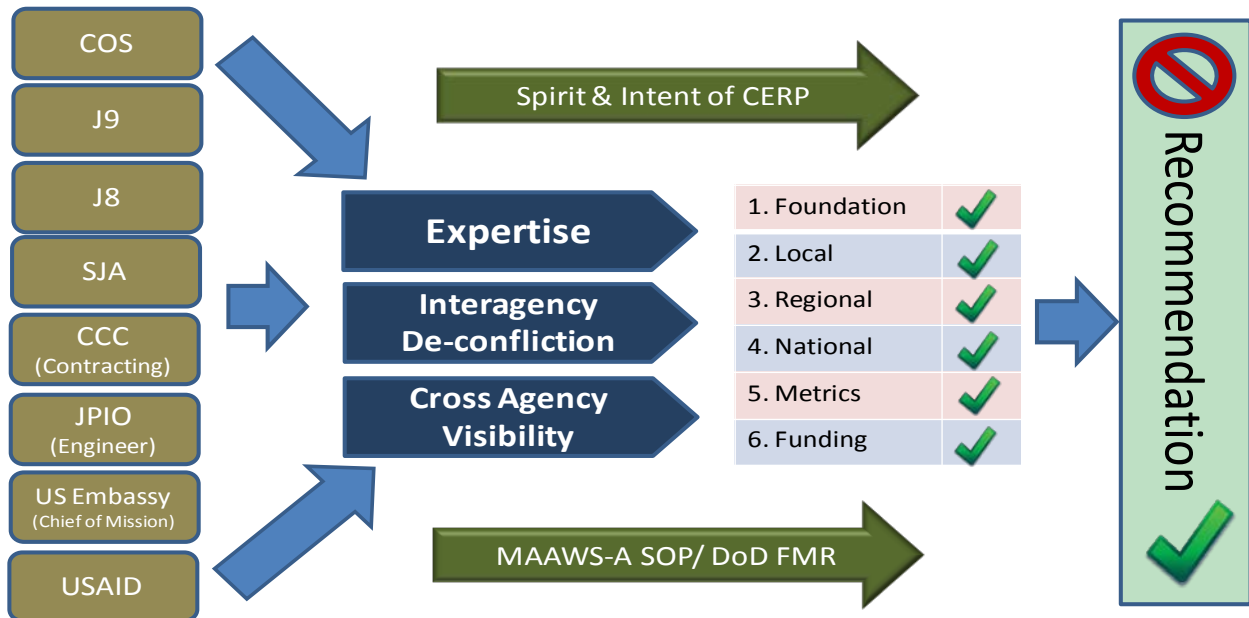 COS
J9
J8
SJA
CCC
(Contracting)
JPIO
(Engineer)
US Embassy
(Chief of Mission)
USAID
Spirit & Intent of CERP
Expertise
Interagency
De-confliction
Cross Agency
Visibility
MAAWS-A SOP/ DoD FMR
1. Foundation
2. Local
3. Regional
4. National
5. Metrics
6. Funding
Recommendation